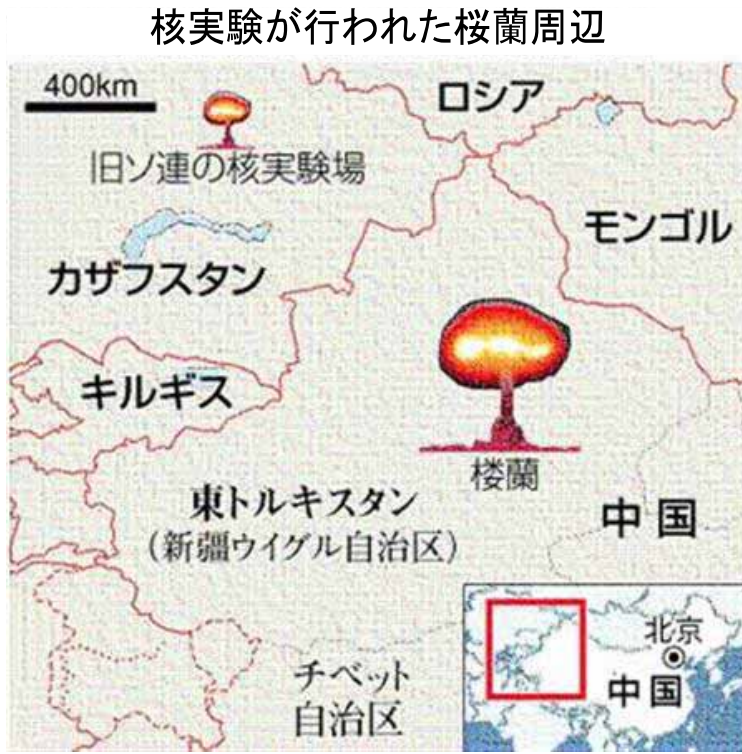 核実験が行われた桜蘭周辺
400km
ロシア
旧ソ連の核実験場
モンゴル
カザフスタン
キルギス
楼蘭
東トルキスタン
(新疆ウイグル自治区)
中国
北京
中国
チベット
自治区